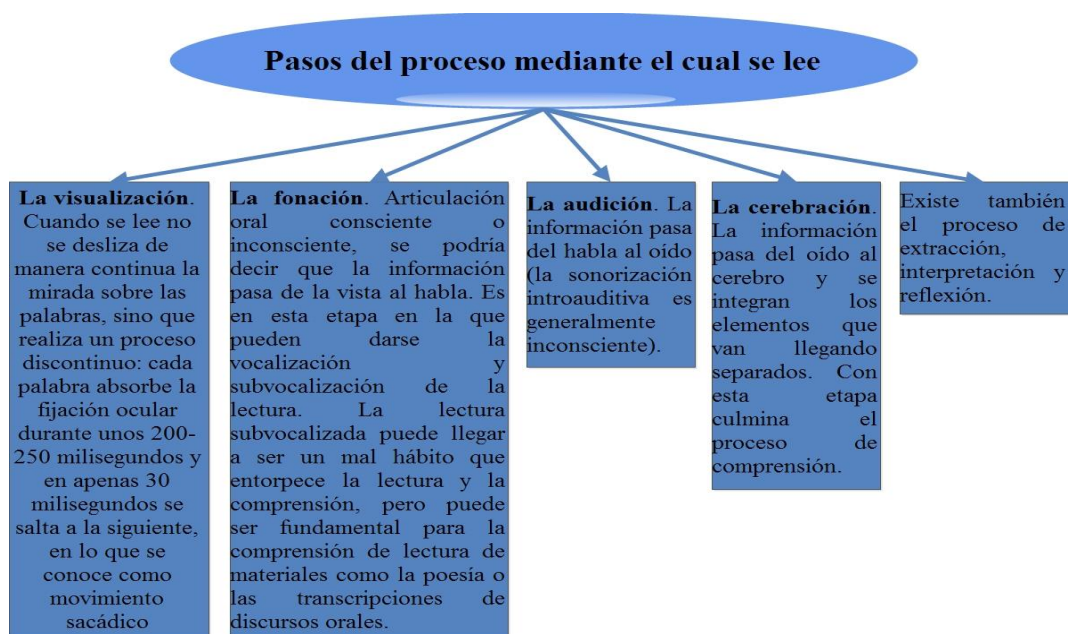 Pasos del proceso mediante el cual se lee
La visualización.
Cuando se lee no
se desliza de
manera continua la
mirada sobre las
palabras, sino que
realiza un proceso
discontinuo: cada
palabra absorbe la
fijación ocular
durante unos 200-
250 milisegundos y
en apenas 30
milisegundos se
salta a la siguiente,
en lo que se
conoce como
movimiento
sacádico
La fonación. Articulación
oral consciente o
inconsciente, se podría
decir que la información
pasa de la vista al habla. Es
en esta etapa en la que
pueden darse la
vocalización y
subvocalización de la
lectura. La lectura
subvocalizada puede llegar
a ser un mal hábito que
entorpece la lectura y la
comprensión, pero puede
ser fundamental para la
comprensión de lectura de
materiales como la poesía o
las transcripciones de
discursos orales.
La audición. La
información pasa
del habla al oído
(la sonorización
introauditiva es
generalmente
inconsciente).
La cerebración.
La información
pasa del oído al
cerebro y se
integran los
elementos que
van llegando
separados. Con
esta etapa
culmina el
proceso de
comprensión.
Existe también
el proceso de
extracción,
interpretación y
reflexión.